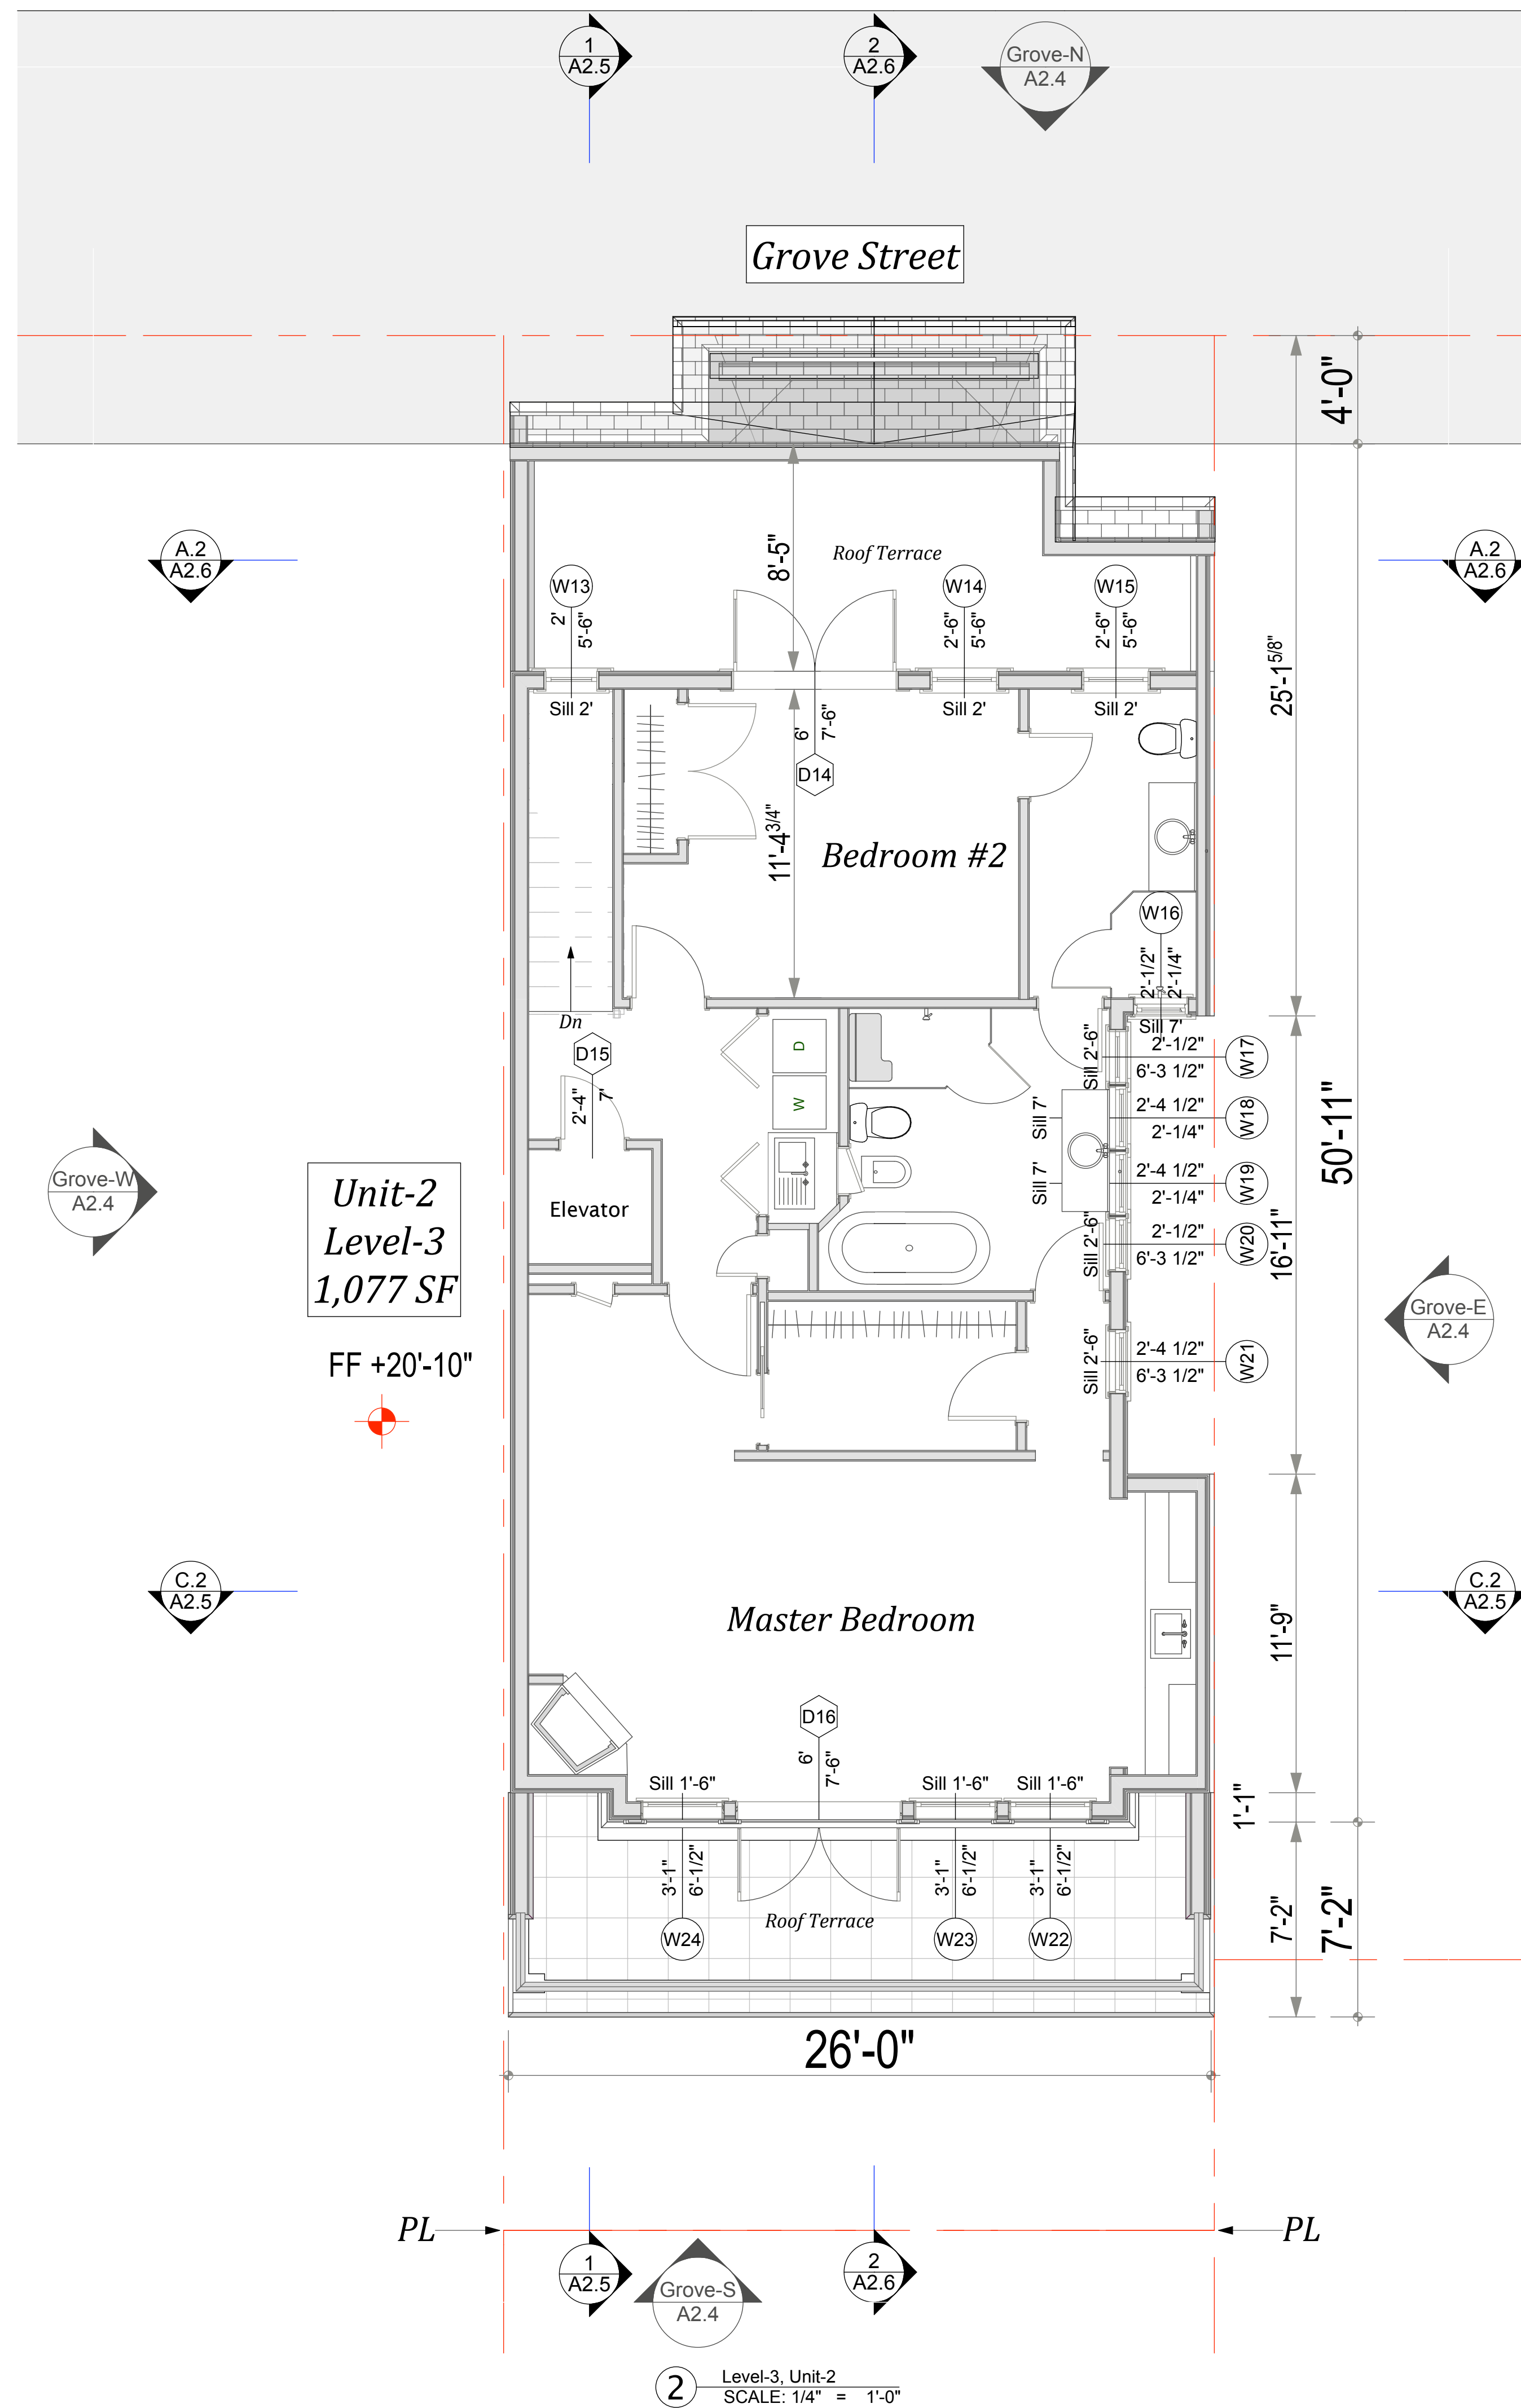 1
A2.5
2
A2.6
Grove-N
A2.4
Grove Street
4'-0"
A.2
A2.6
8'-5"
Roof Terrace
A.2
A2.6
W13
W14
W15
2'
5'-6"
2'-6"
5'-6"
2'-6"
5'-6"
25'-1 5/8"
Sill 2'
Sill 2'
Sill 2'
6'
7'-6"
D14
11'-4 3/4"
Bedroom #2
W16
2'-1/2"
2'-1/4"
Sill 7'
Dn
D15
2'-4"
7'
D
W
Sill 2'-6"
2'-1/2"
6'-3 1/2"
W17
Sill 7'
2'-4 1/2"
2'-1/4"
W18
Sill 7'
2'-4 1/2"
2'-1/4"
W19
Sill 2'-6"
2'-1/2"
6'-3 1/2"
W20
50'-11"
16'-11"
Grove-W
A2.4
Unit-2
Level-3
1,077 SF
Elevator
FF +20'-10"
Sill 2'-6"
2'-4 1/2"
6'-3 1/2"
W21
Grove-E
A2.4
C.2
A2.5
Master Bedroom
11'-9"
C.2
A2.5
D16
6'
7'-6"
Sill 1'-6"
Sill 1'-6"
Sill 1'-6"
1'-1"
3'-1"
6'-1/2"
3'-1"
6'-1/2"
3'-1"
6'-1/2"
W24
Roof Terrace
W23
W22
7'-2"
7'-2"
26'-0"
PL
PL
1
A2.5
Grove-S
A2.4
2
A2.6
2
Level-3, Unit-2
SCALE: 1/4" = 1'-0"